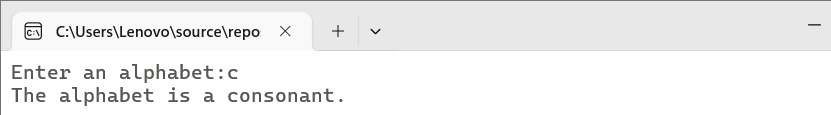 C:\Users\Lenovo\source\repo
Enter an alphabet:c
The alphabet is a consonant.